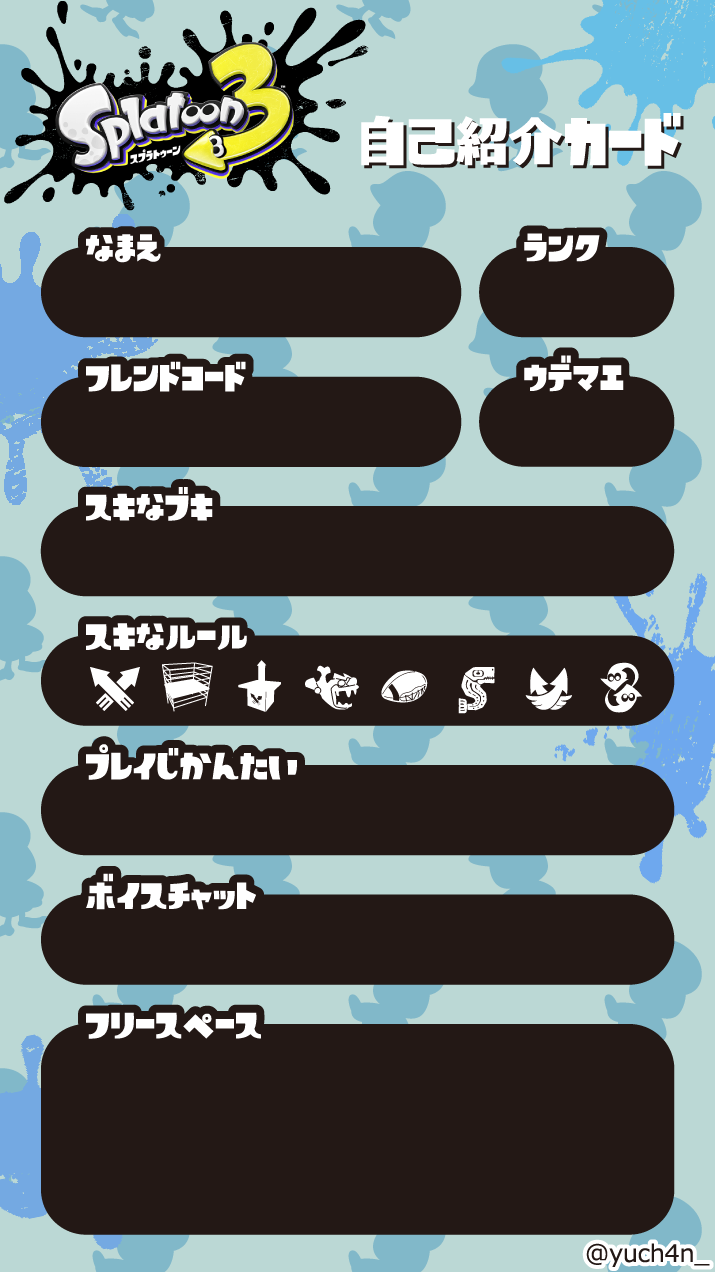 Splatoon 3
スプラトゥーン 3
自己紹介カード
なまえ
ランク
フレンドコード
ウデマエ
スキなブキ
スキなルール
プレイじかんたい
ボイスチャット
フリースペース
@yuch4n_